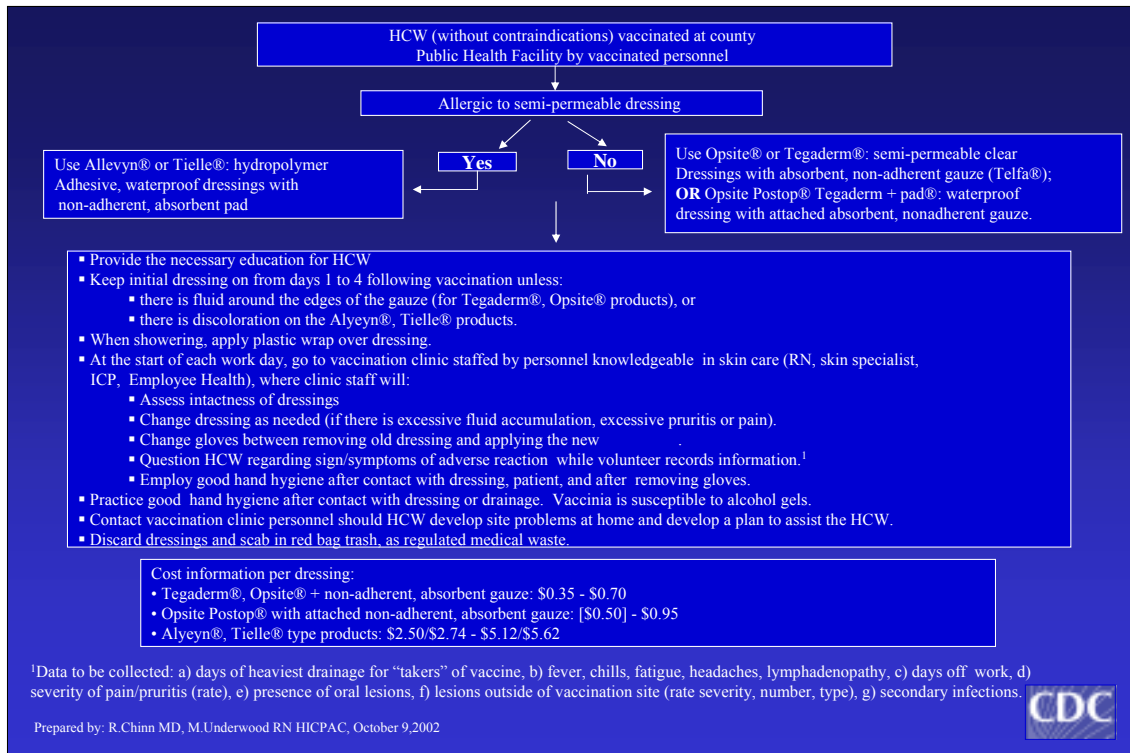 HCW (without contraindications) vaccinated at county
Public Health Facility by vaccinated personnel
Allergic to semi-permeable dressing
Yes
No
Use Allevyn® or Tielle®: hydropolymer
Adhesive, waterproof dressings with
non-adherent, absorbent pad
Use Opsite® or Tegaderm®: semi-permeable clear
Dressings with absorbent, non-adherent gauze (Telfa®);
OR Opsite Postop® Tegaderm + pad®: waterproof
dressing with attached absorbent, nonadherent gauze.
▪ Provide the necessary education for HCW
▪ Keep initial dressing on from days 1 to 4 following vaccination unless:
▪ there is fluid around the edges of the gauze (for Tegaderm®, Opsite® products), or
▪ there is discoloration on the Alyeyn®, Tielle® products.
▪ When showering, apply plastic wrap over dressing.
▪ At the start of each work day, go to vaccination clinic staffed by personnel knowledgeable in skin care (RN, skin specialist,
ICP, Employee Health), where clinic staff will:
▪ Assess intactness of dressings
▪ Change dressing as needed (if there is excessive fluid accumulation, excessive pruritis or pain).
▪ Change gloves between removing old dressing and applying the new .
▪ Question HCW regarding sign/symptoms of adverse reaction while volunteer records information.¹
▪ Employ good hand hygiene after contact with dressing, patient, and after removing gloves.
▪ Practice good hand hygiene after contact with dressing or drainage. Vaccinia is susceptible to alcohol gels.
▪ Contact vaccination clinic personnel should HCW develop site problems at home and develop a plan to assist the HCW.
▪ Discard dressings and scab in red bag trash, as regulated medical waste.
Cost information per dressing:
• Tegaderm®, Opsite® + non-adherent, absorbent gauze: $0.35 - $0.70
• Opsite Postop® with attached non-adherent, absorbent gauze: [$0.50] - $0.95
• Alyeyn®, Tielle® type products: $2.50/$2.74 - $5.12/$5.62
¹Data to be collected: a) days of heaviest drainage for “takers” of vaccine, b) fever, chills, fatigue, headaches, lymphadenopathy, c) days off work, d)
severity of pain/pruritis (rate), e) presence of oral lesions, f) lesions outside of vaccination site (rate severity, number, type), g) secondary infections.
Prepared by: R.Chinn MD, M.Underwood RN HICPAC, October 9,2002
CDC